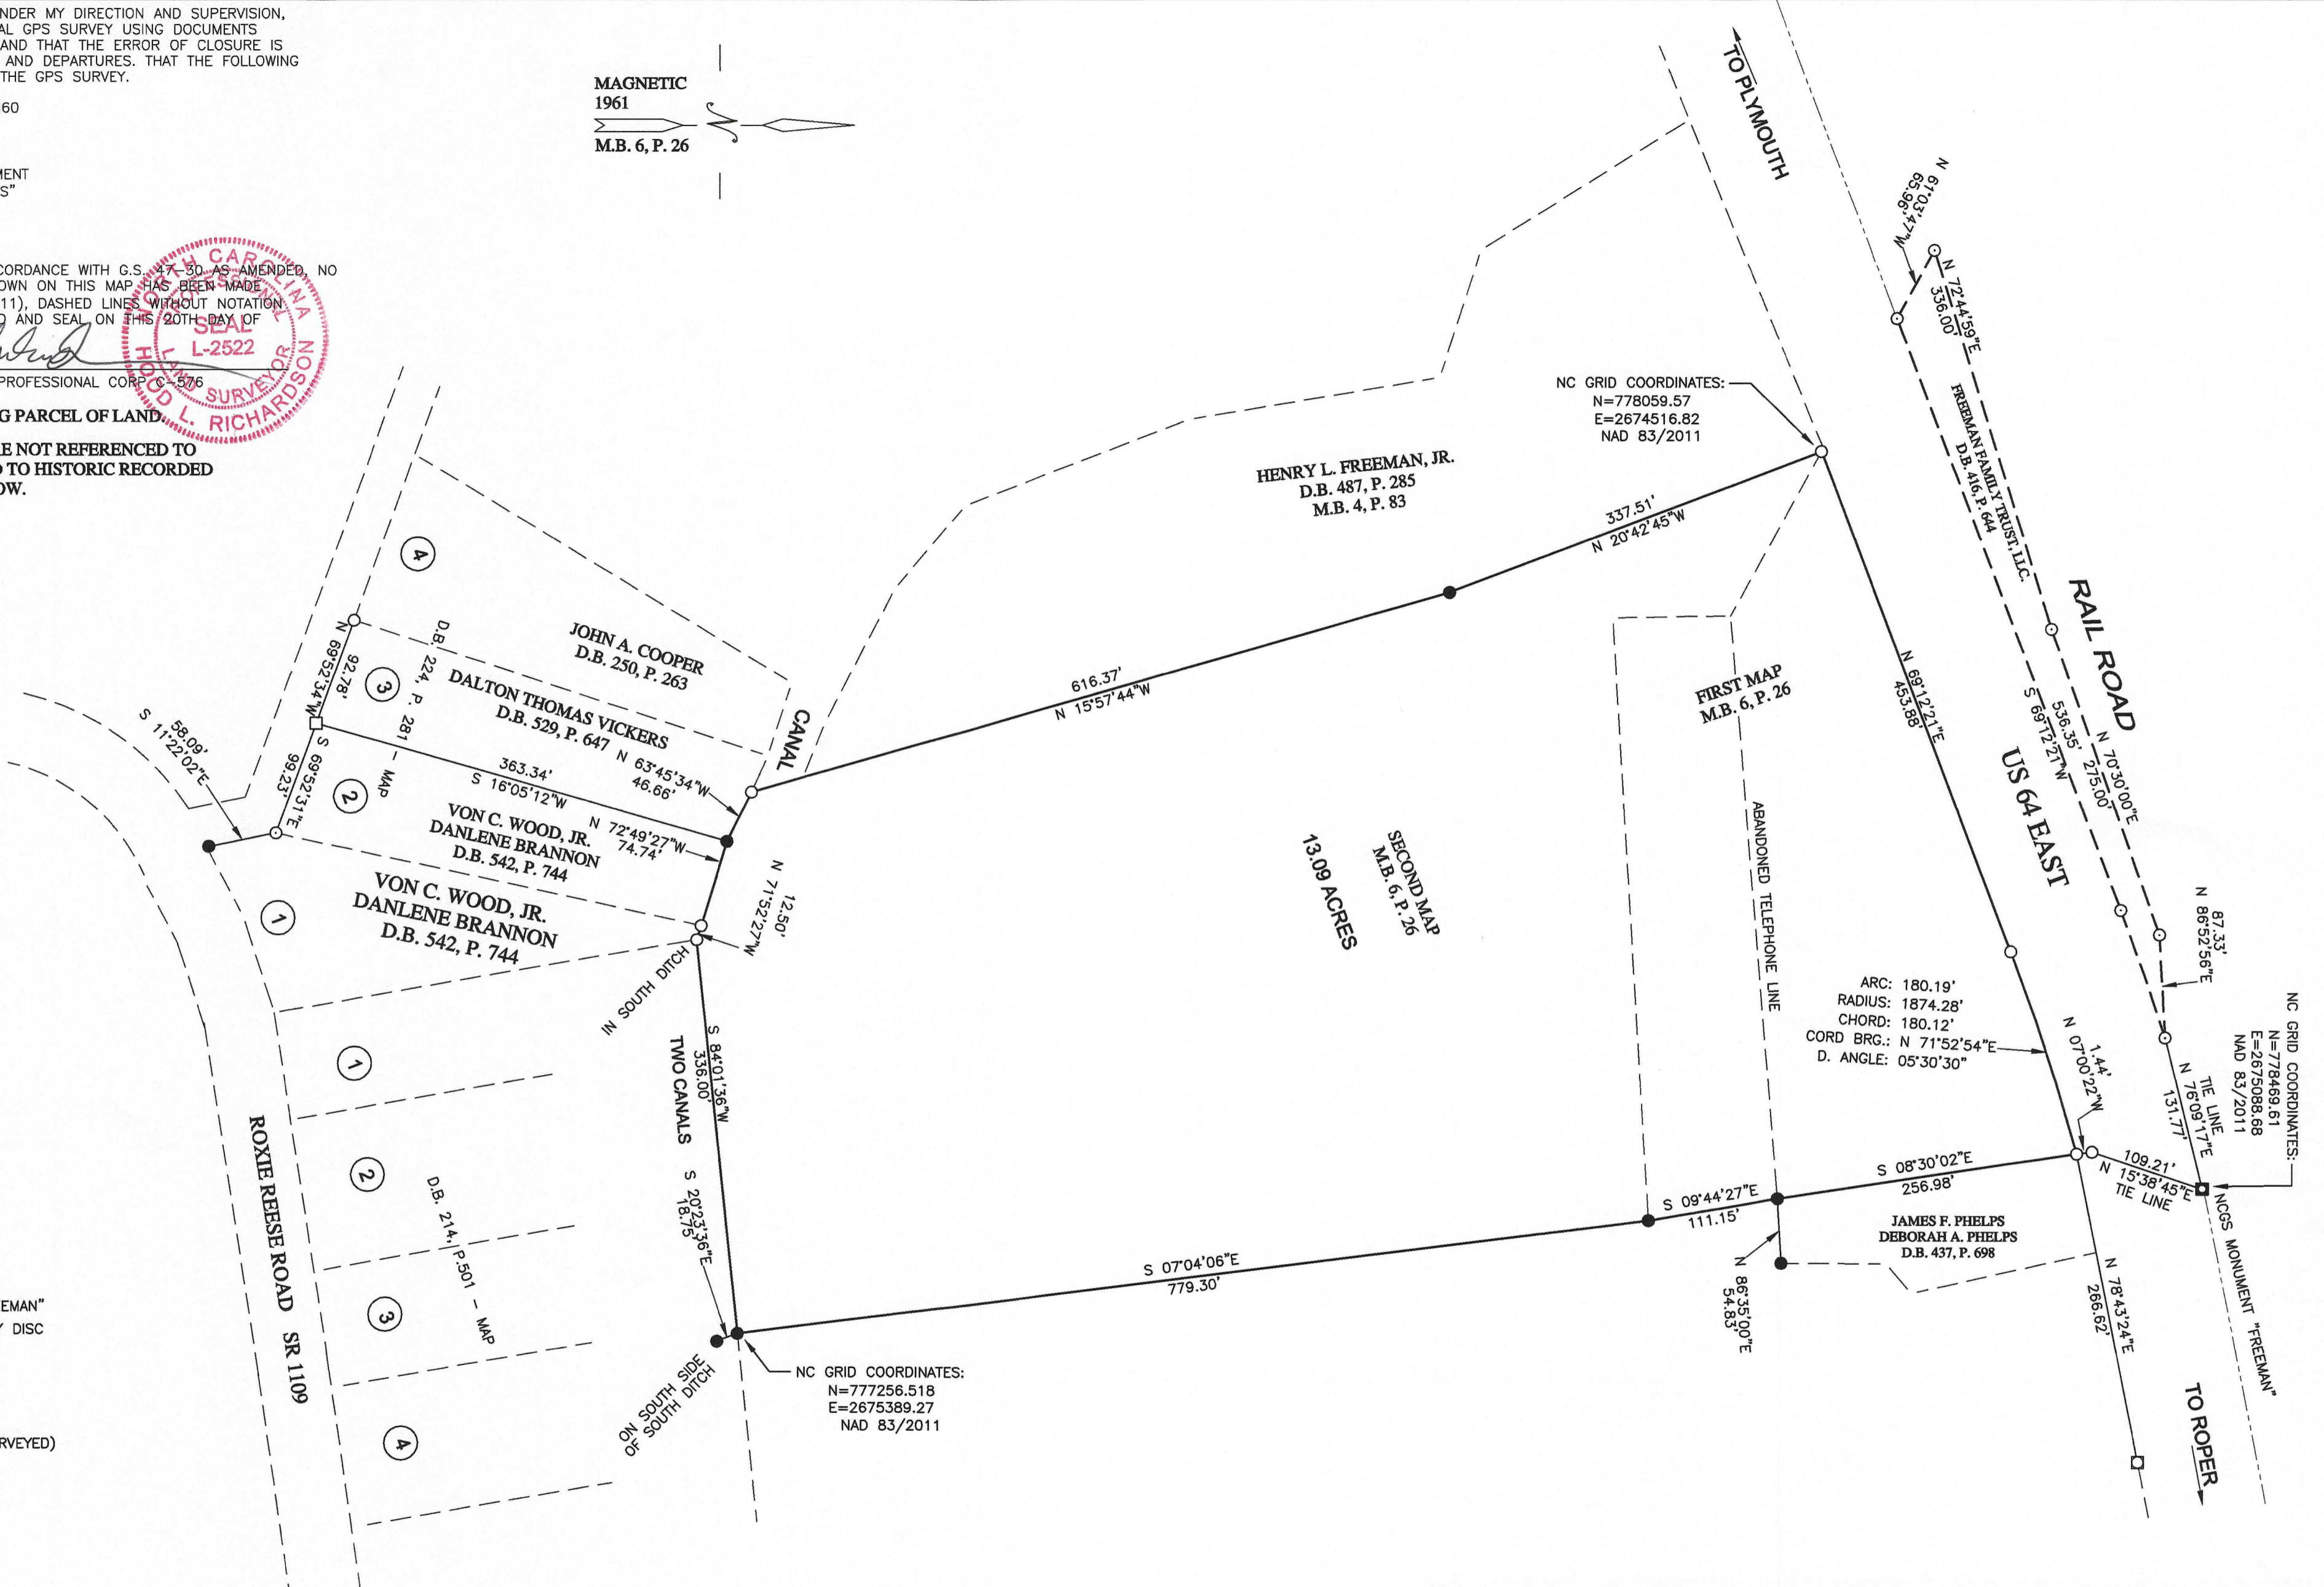 NDER MY DIRECTION AND SUPERVISION,
AL GPS SURVEY USING DOCUMENTS
AND THAT THE ERROR OF CLOSURE IS
AND DEPARTURES. THAT THE FOLLOWING
THE GPS SURVEY.
60
MENT
S"
CORDANCE WITH G.S. 47-30 AS AMENDED, NO
OWN ON THIS MAP HAS BEEN MADE
11), DASHED LINES WITHOUT NOTATION
D AND SEAL ON THIS 20TH DAY OF
PROFESSIONAL CORP C-576
NORTH CAROLINA
PROFESSIONAL
SEAL
L-2522
LAND SURVEYOR
HOOD L. RICHARDSON
G PARCEL OF LAND.
RE NOT REFERENCED TO
D TO HISTORIC RECORDED
OW.
MAGNETIC
1961
N
M.B. 6, P. 26
TO PLYMOUTH
N 61°03'47"W
65.96'
N 72°44'59"E
336.00'
FREEMAN FAMILY TRUST, LLC.
D.B. 416, P. 644
RAIL ROAD
NC GRID COORDINATES:
N=778059.57
E=2674516.82
NAD 83/2011
HENRY L. FREEMAN, JR.
D.B. 487, P. 285
M.B. 4, P. 83
337.51'
N 20°42'45"W
616.37'
N 15°57'44"W
N 69°12'21"E
453.88'
536.35'
S 69°12'21"W
N 70°30'00"E
275.00'
US 64 EAST
FIRST MAP
M.B. 6, P. 26
ABANDONED TELEPHONE LINE
SECOND MAP
M.B. 6, P. 26
13.09 ACRES
4
JOHN A. COOPER
D.B. 250, P. 263
CANAL
3
D.B. 224, P. 281 - MAP
DALTON THOMAS VICKERS
D.B. 529, P. 647
N 63°45'34"W
46.66'
N 69°52'34"W
92.78'
S 69°52'31"E
99.23'
58.09'
S 11°22'02"E
2
363.34'
S 16°05'12"W
N 72°49'27"W
74.74'
VON C. WOOD, JR.
DANLENE BRANNON
D.B. 542, P. 744
1
VON C. WOOD, JR.
DANLENE BRANNON
D.B. 542, P. 744
12.50'
N 71°52'27"W
IN SOUTH DITCH
S 84°01'36"W
336.00'
TWO CANALS
S 20°23'36"E
18.75'
ON SOUTH SIDE
OF SOUTH DITCH
NC GRID COORDINATES:
N=777256.518
E=2675389.27
NAD 83/2011
ROXIE REESE ROAD SR 1109
1
2
3
4
D.B. 214, P.501 - MAP
S 07°04'06"E
779.30'
S 09°44'27"E
111.15'
S 08°30'02"E
256.98'
N 86°35'00"E
54.83'
JAMES F. PHELPS
DEBORAH A. PHELPS
D.B. 437, P. 698
ARC: 180.19'
RADIUS: 1874.28'
CHORD: 180.12'
CORD BRG.: N 71°52'54"E
D. ANGLE: 05°30'30"
1.44'
N 07°00'22"W
87.33'
N 86°52'56"E
TIE LINE
N 76°09'17"E
131.77'
109.21'
N 15°38'45"E
TIE LINE
NC GRID COORDINATES:
N=778469.61
E=2675088.68
NAD 83/2011
NCGS MONUMENT "FREEMAN"
N 78°43'24"E
266.62'
TO ROPER
EEMAN"
Y DISC
RVEYED)